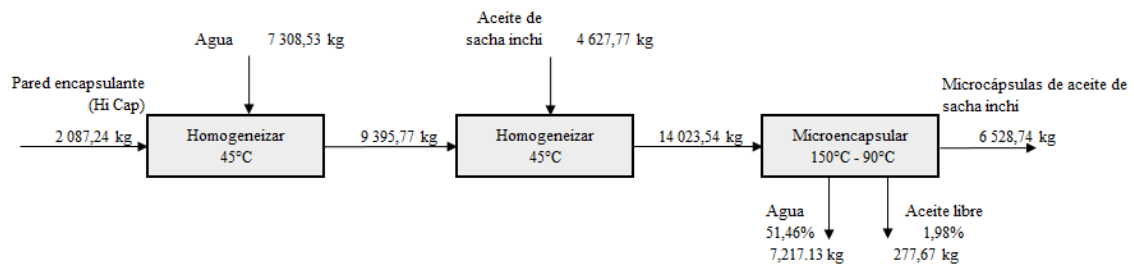 Agua 7 308,53 kg
Aceite de
sacha inchi 4 627,77 kg
Pared encapsulante
(Hi Cap)
2 087,24 kg
Homogeneizar
45°C
9 395,77 kg
Homogeneizar
45°C
14 023,54 kg
Microencapsular
150°C - 90°C
Microcápsulas de aceite de
sacha inchi
6 528,74 kg
Agua
51,46%
7,217.13 kg
Aceite libre
1,98%
277,67 kg